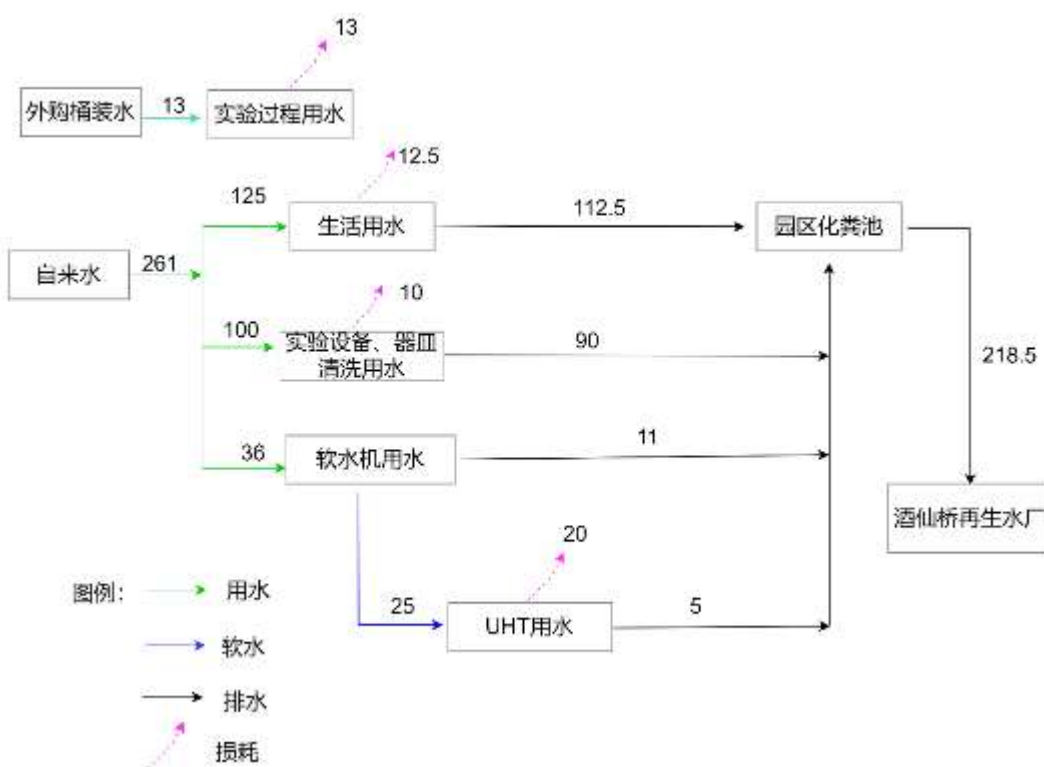 13
外购桶装水
13
实验过程用水
12.5
125
生活用水
112.5
园区化粪池
自来水
261
10
100
实验设备、器皿
清洗用水
90
218.5
36
软水机用水
11
酒仙桥再生水厂
20
25
UHT用水
5
图例：
用水
软水
排水
损耗